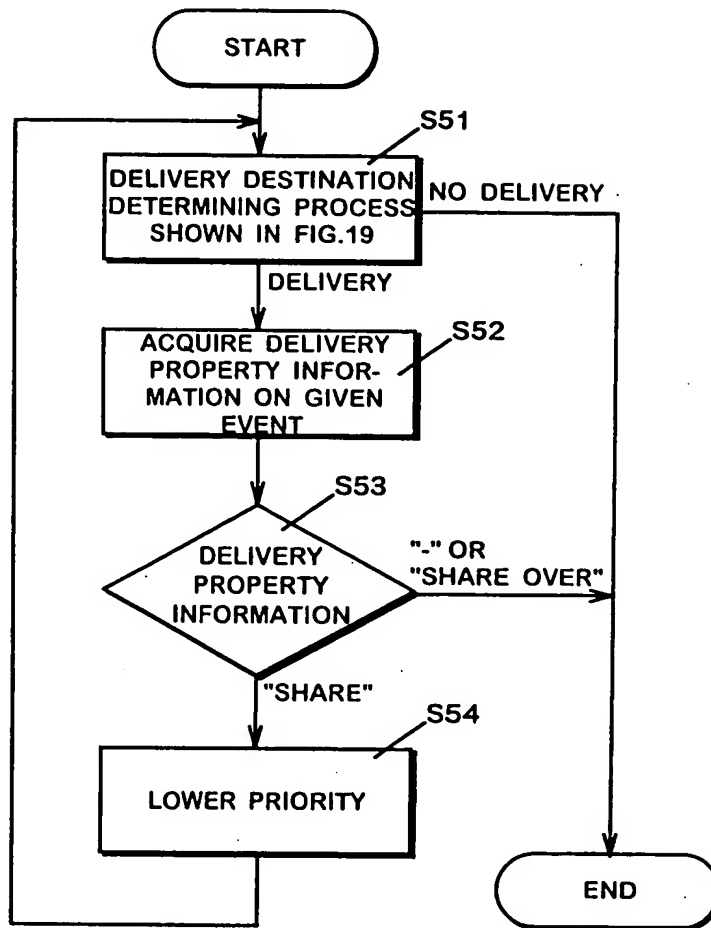 START
S51
DELIVERY DESTINATION
DETERMINING PROCESS
SHOWN IN FIG.19
NO DELIVERY
DELIVERY
S52
ACQUIRE DELIVERY
PROPERTY INFOR-
MATION ON GIVEN
EVENT
S53
DELIVERY
PROPERTY
INFORMATION
"-" OR
"SHARE OVER"
"SHARE"
S54
LOWER PRIORITY
END